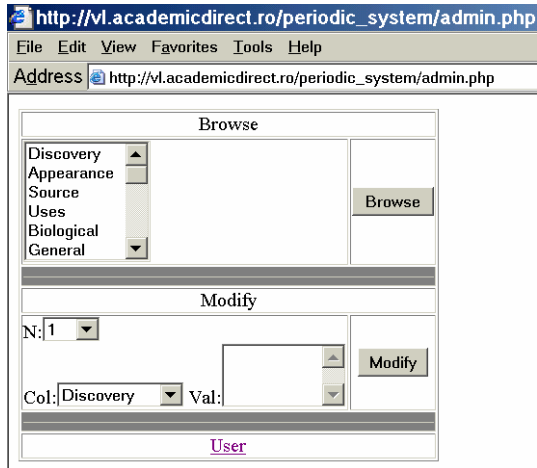 http://vl.academicdirect.ro/periodic_system/admin.php
File Edit View Favorites Tools Help
Address http://vl.academicdirect.ro/periodic_system/admin.php
Browse
Discovery
Appearance
Source
Uses
Biological
General
Browse
Modify
N: 1
Col: Discovery Val:
Modify
User